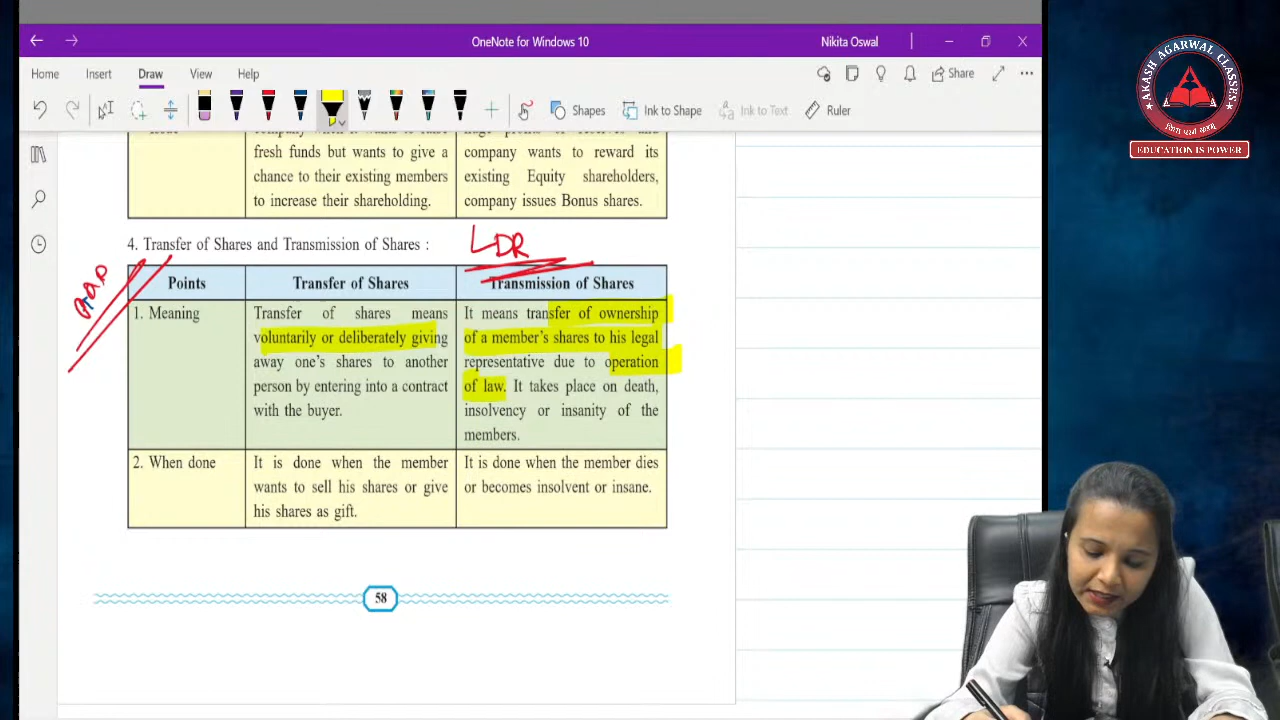 OneNote for Windows 10
Nikita Oswal
Home Insert Draw View Help
Share
Shapes Ink to Shape Ink to Text Ruler
fresh funds but wants to give a
chance to their existing members
to increase their shareholding.
company wants to reward its
existing Equity shareholders,
company issues Bonus shares.
4. Transfer of Shares and Transmission of Shares :
LDR
Points
Transfer of Shares
Transmission of Shares
1. Meaning
Transfer of shares means
voluntarily or deliberately giving
away one's shares to another
person by entering into a contract
with the buyer.
It means transfer of ownership
of a member's shares to his legal
representative due to operation
of law. It takes place on death,
insolvency or insanity of the
members.
2. When done
It is done when the member
wants to sell his shares or give
his shares as gift.
It is done when the member dies
or becomes insolvent or insane.
58
AKASH AGARWAL CLASSES
EDUCATION IS POWER